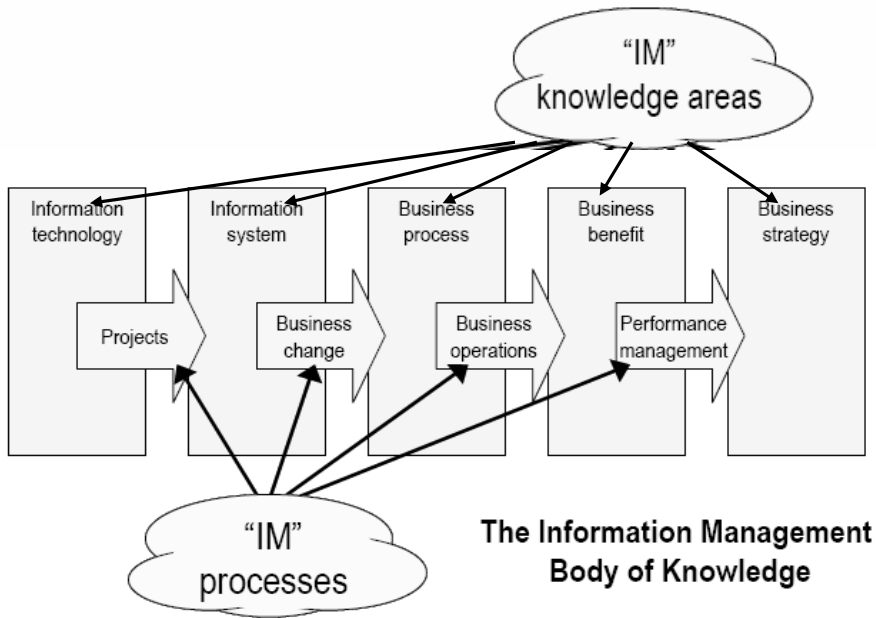 “IM”
knowledge areas
Information
technology
Information
system
Business
process
Business
benefit
Business
strategy
Projects
Business
change
Business
operations
Performance
management
“IM”
processes
The Information Management
Body of Knowledge